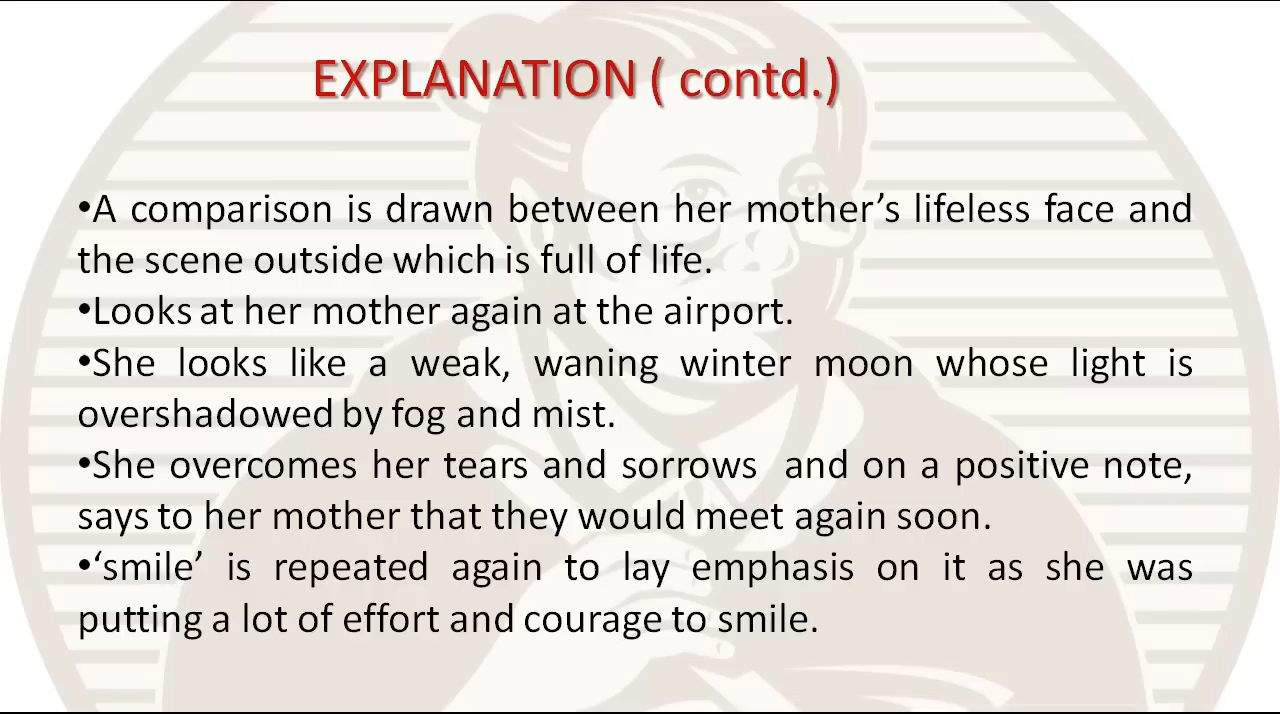 EXPLANATION ( contd.)
•A comparison is drawn between her mother’s lifeless face and
the scene outside which is full of life.
•Looks at her mother again at the airport.
•She looks like a weak, waning winter moon whose light is
overshadowed by fog and mist.
•She overcomes her tears and sorrows  and on a positive note,
says to her mother that they would meet again soon.
•‘smile’ is repeated again to lay emphasis on it as she was
putting a lot of effort and courage to smile.